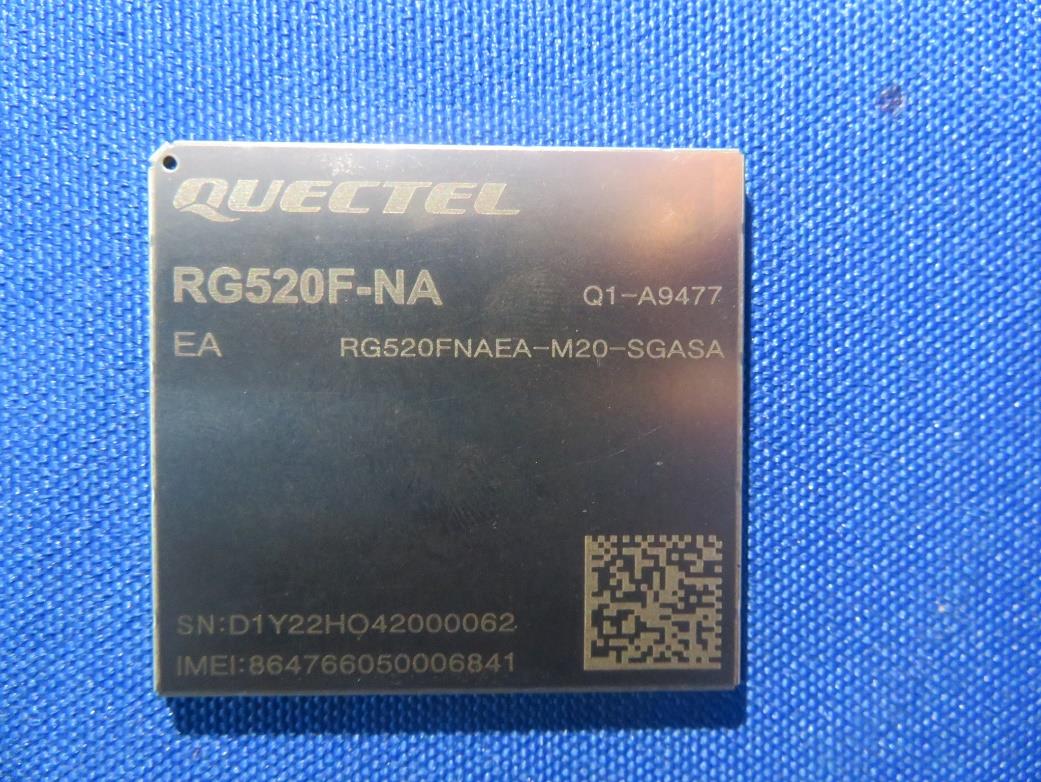 QUECTEL
RG520F-NA Q1-A9477
EA RG520FNAEA-M20-SGASA
SN:D1Y22HQ42000062
IMEI:864766050006841